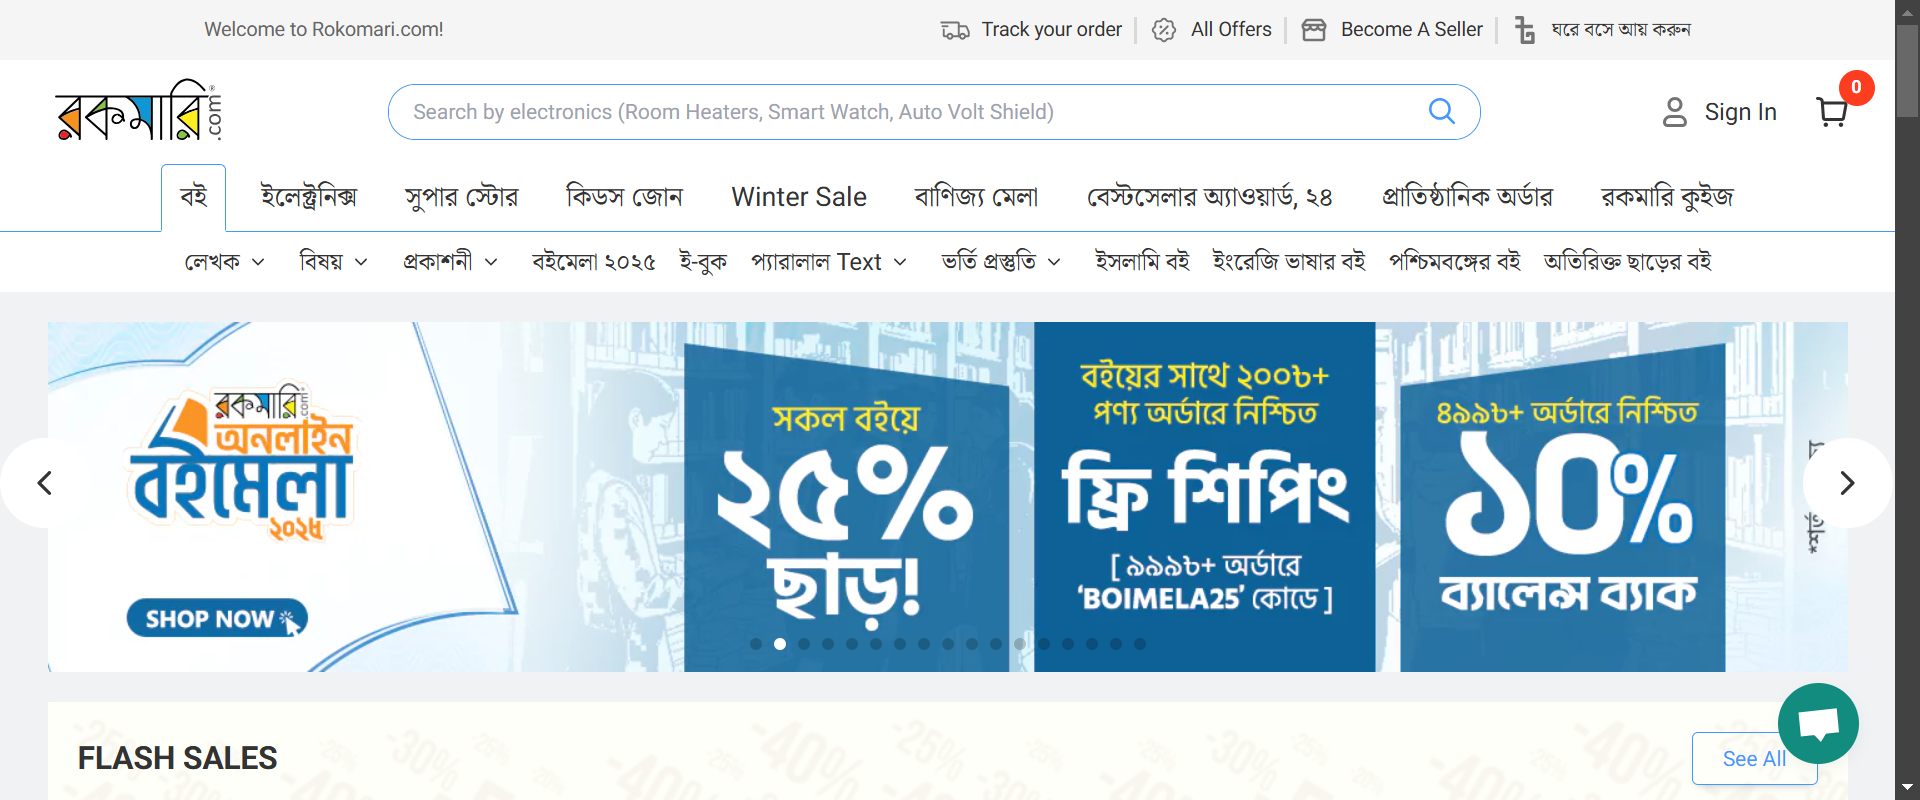 Welcome to Rokomari.com!
Track your order
All Offers
Become A Seller
ঘরে বসে আয় করুন
রকমারি.com
Search by electronics (Room Heaters, Smart Watch, Auto Volt Shield)
Sign In
0
বই
ইলেক্ট্রনিক্স
সুপার স্টোর
কিডস জোন
Winter Sale
বাণিজ্য মেলা
বেস্টসেলার অ্যাওয়ার্ড, ২৪
প্রাতিষ্ঠানিক অর্ডার
রকমারি কুইজ
লেখক
বিষয়
প্রকাশনী
বইমেলা ২০২৫
ই-বুক
প্যারালাল Text
ভর্তি প্রস্তুতি
ইসলামি বই
ইংরেজি ভাষার বই
পশ্চিমবঙ্গের বই
অতিরিক্ত ছাড়ের বই
রকমারি.com
অনলাইন
বইমেলা
২০২৫
SHOP NOW
সকল বইয়ে
২৫%
ছাড়!
বইয়ের সাথে ২০০৳+
পণ্য অর্ডারে নিশ্চিত
ফ্রি শিপিং
[ ৯৯৯৳+ অর্ডারে
‘BOIMELA25’ কোডে ]
৪৯৯৳+ অর্ডারে নিশ্চিত
১০%
ব্যালেন্স ব্যাক
FLASH SALES
See All